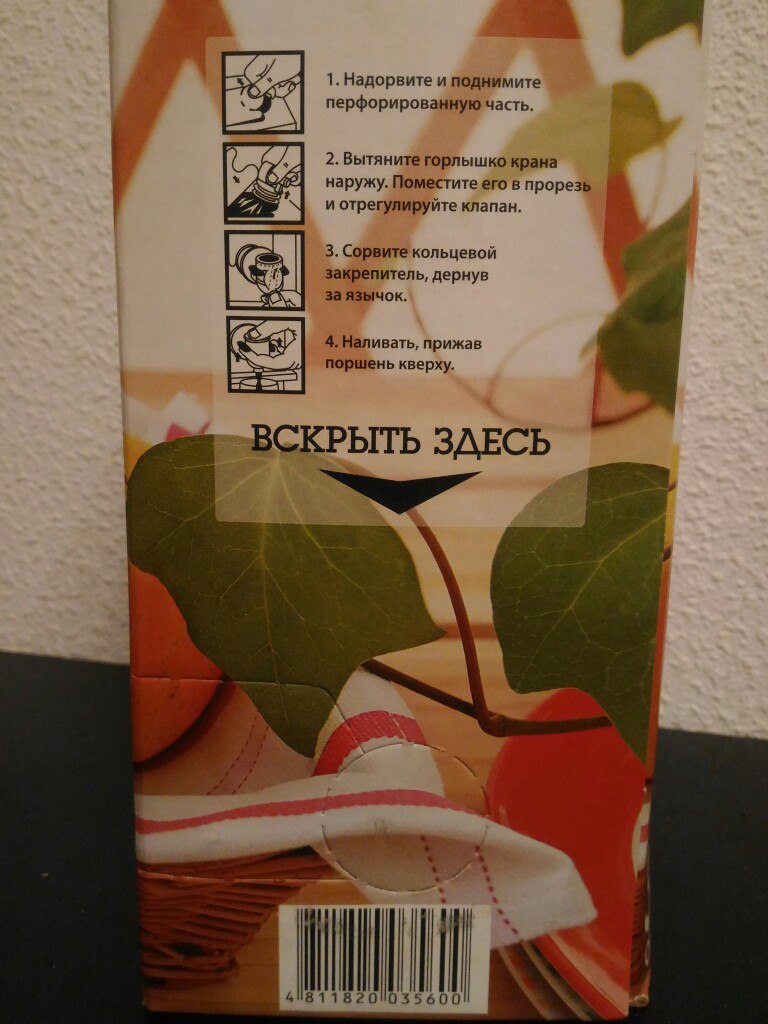 1. Надорвите и поднимите
перфорированную часть.
2. Вытяните горлышко крана
наружу. Поместите его в прорезь
и отрегулируйте клапан.
3. Сорвите кольцевой
закрепитель, дернув
за язычок.
4. Наливать, прижав
поршень кверху.
ВСКРЫТЬ ЗДЕСЬ
4 811820 035600